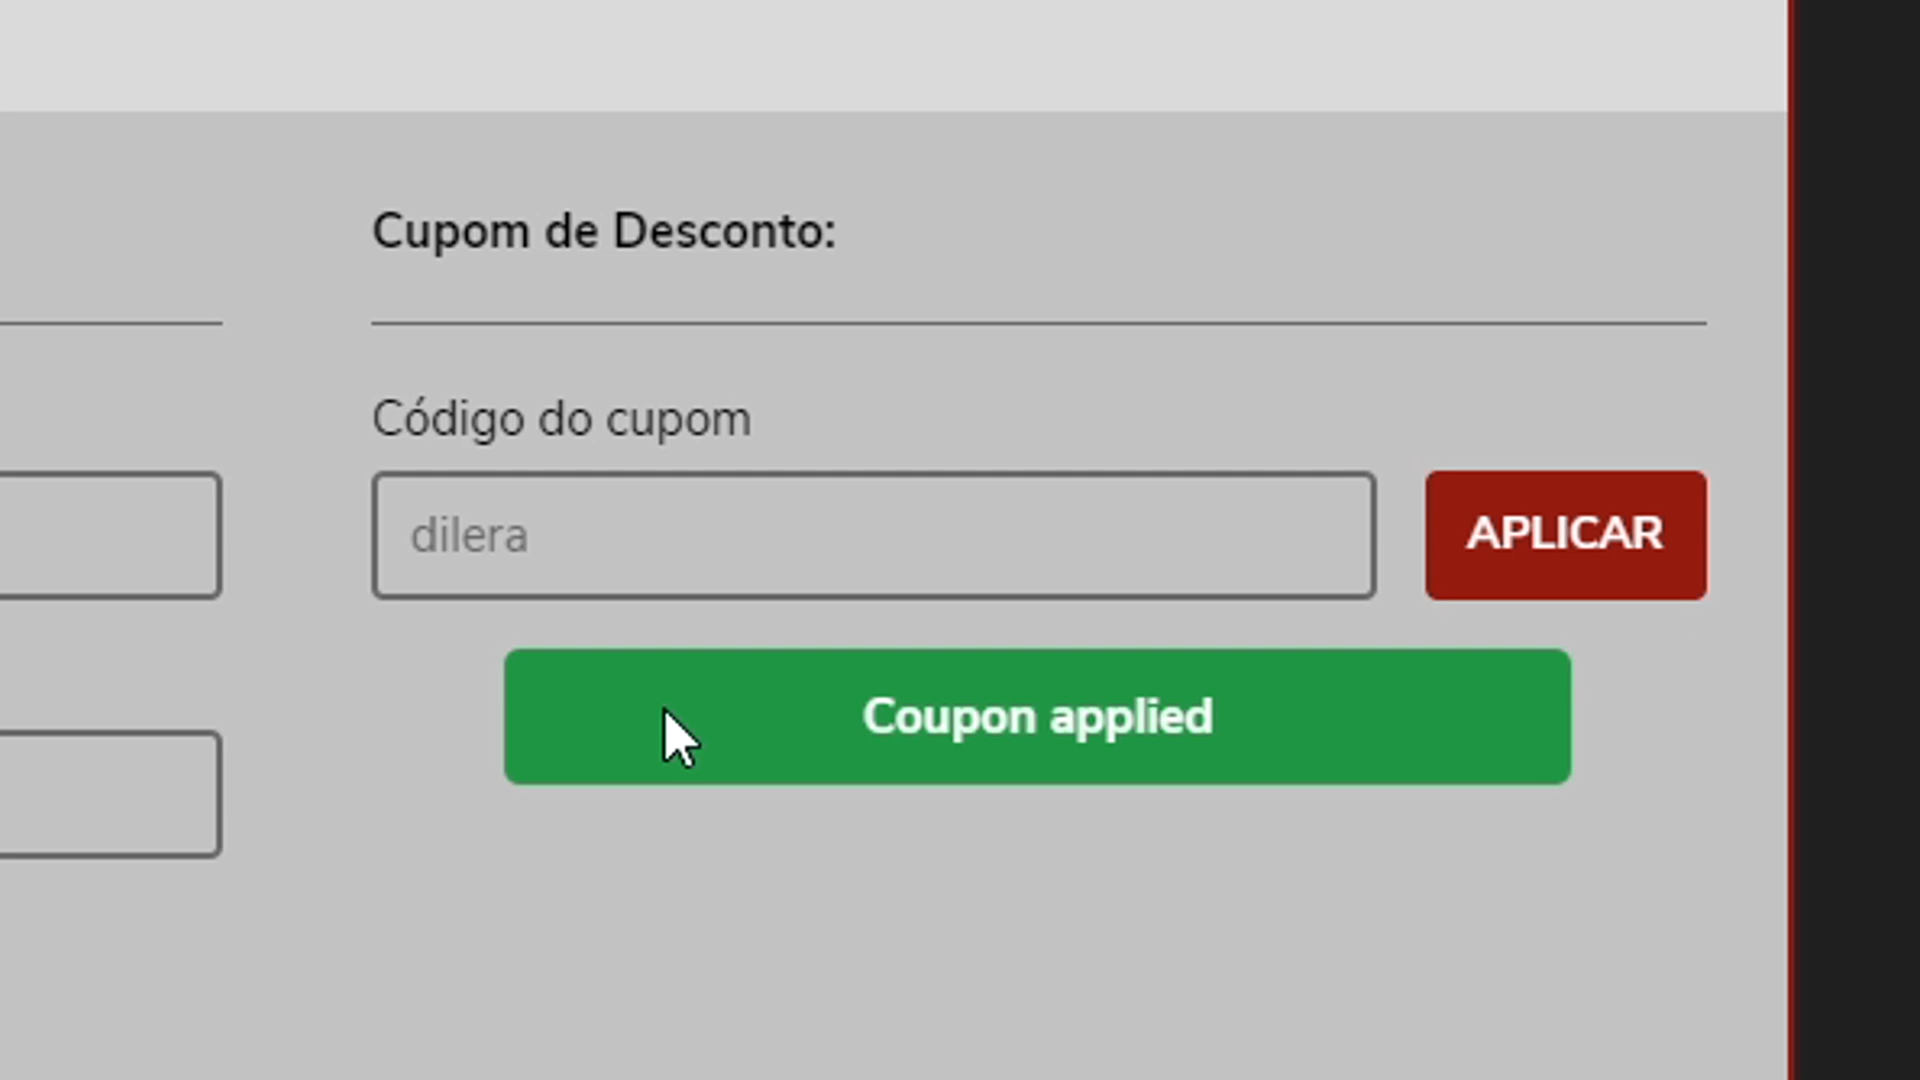 Cupom de Desconto:
Código do cupom
dilera
APLICAR
Coupon applied